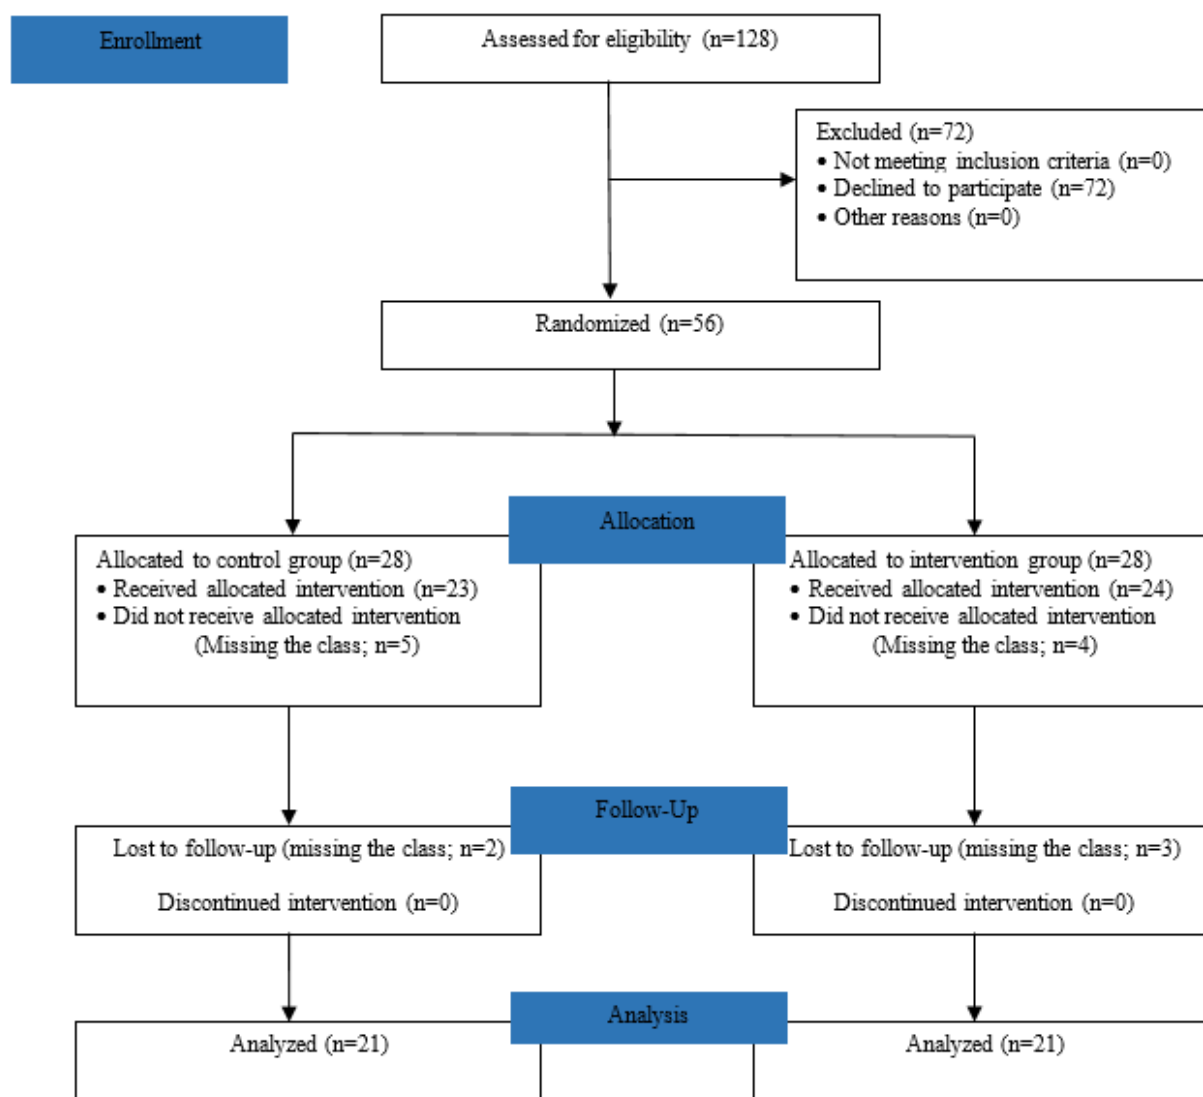 Enrollment
Assessed for eligibility (n=128)
Excluded (n=72)
• Not meeting inclusion criteria (n=0)
• Declined to participate (n=72)
• Other reasons (n=0)
Randomized (n=56)
Allocation
Allocated to control group (n=28)
• Received allocated intervention (n=23)
• Did not receive allocated intervention
(Missing the class; n=5)
Allocated to intervention group (n=28)
• Received allocated intervention (n=24)
• Did not receive allocated intervention
(Missing the class; n=4)
Follow-Up
Lost to follow-up (missing the class; n=2)
Discontinued intervention (n=0)
Lost to follow-up (missing the class; n=3)
Discontinued intervention (n=0)
Analysis
Analyzed (n=21)
Analyzed (n=21)